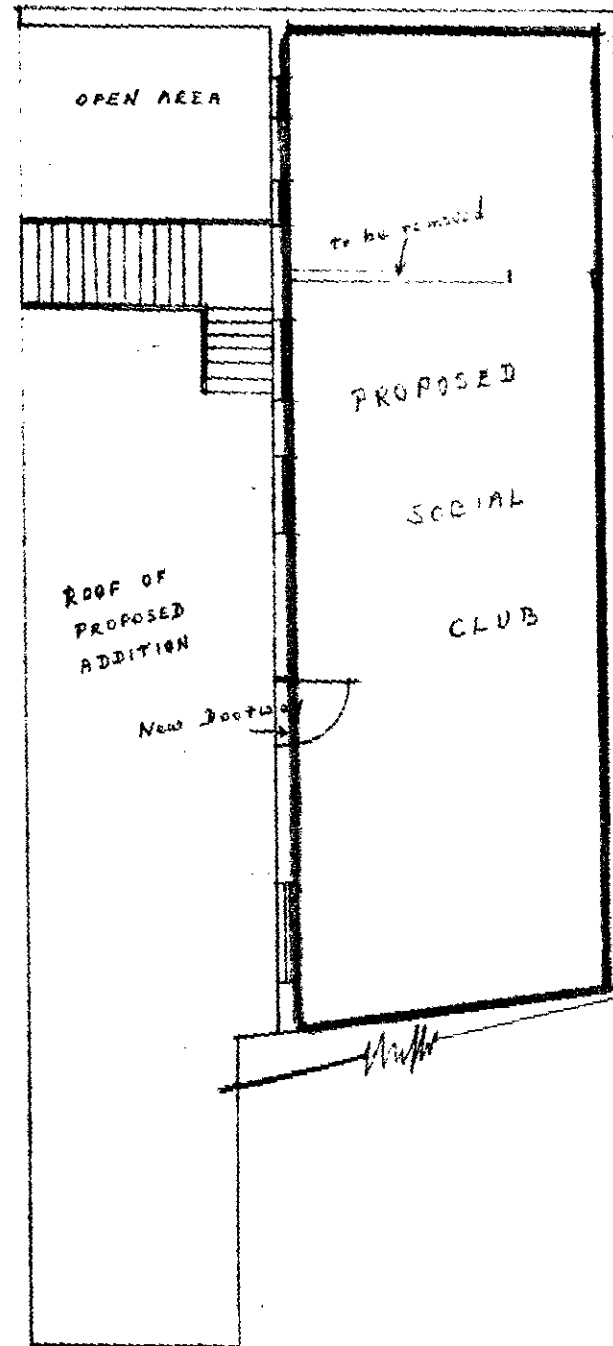 OPEN AREA
to be removed
PROPOSED
SOCIAL
CLUB
ROOF OF
PROPOSED
ADDITION
New Doorway